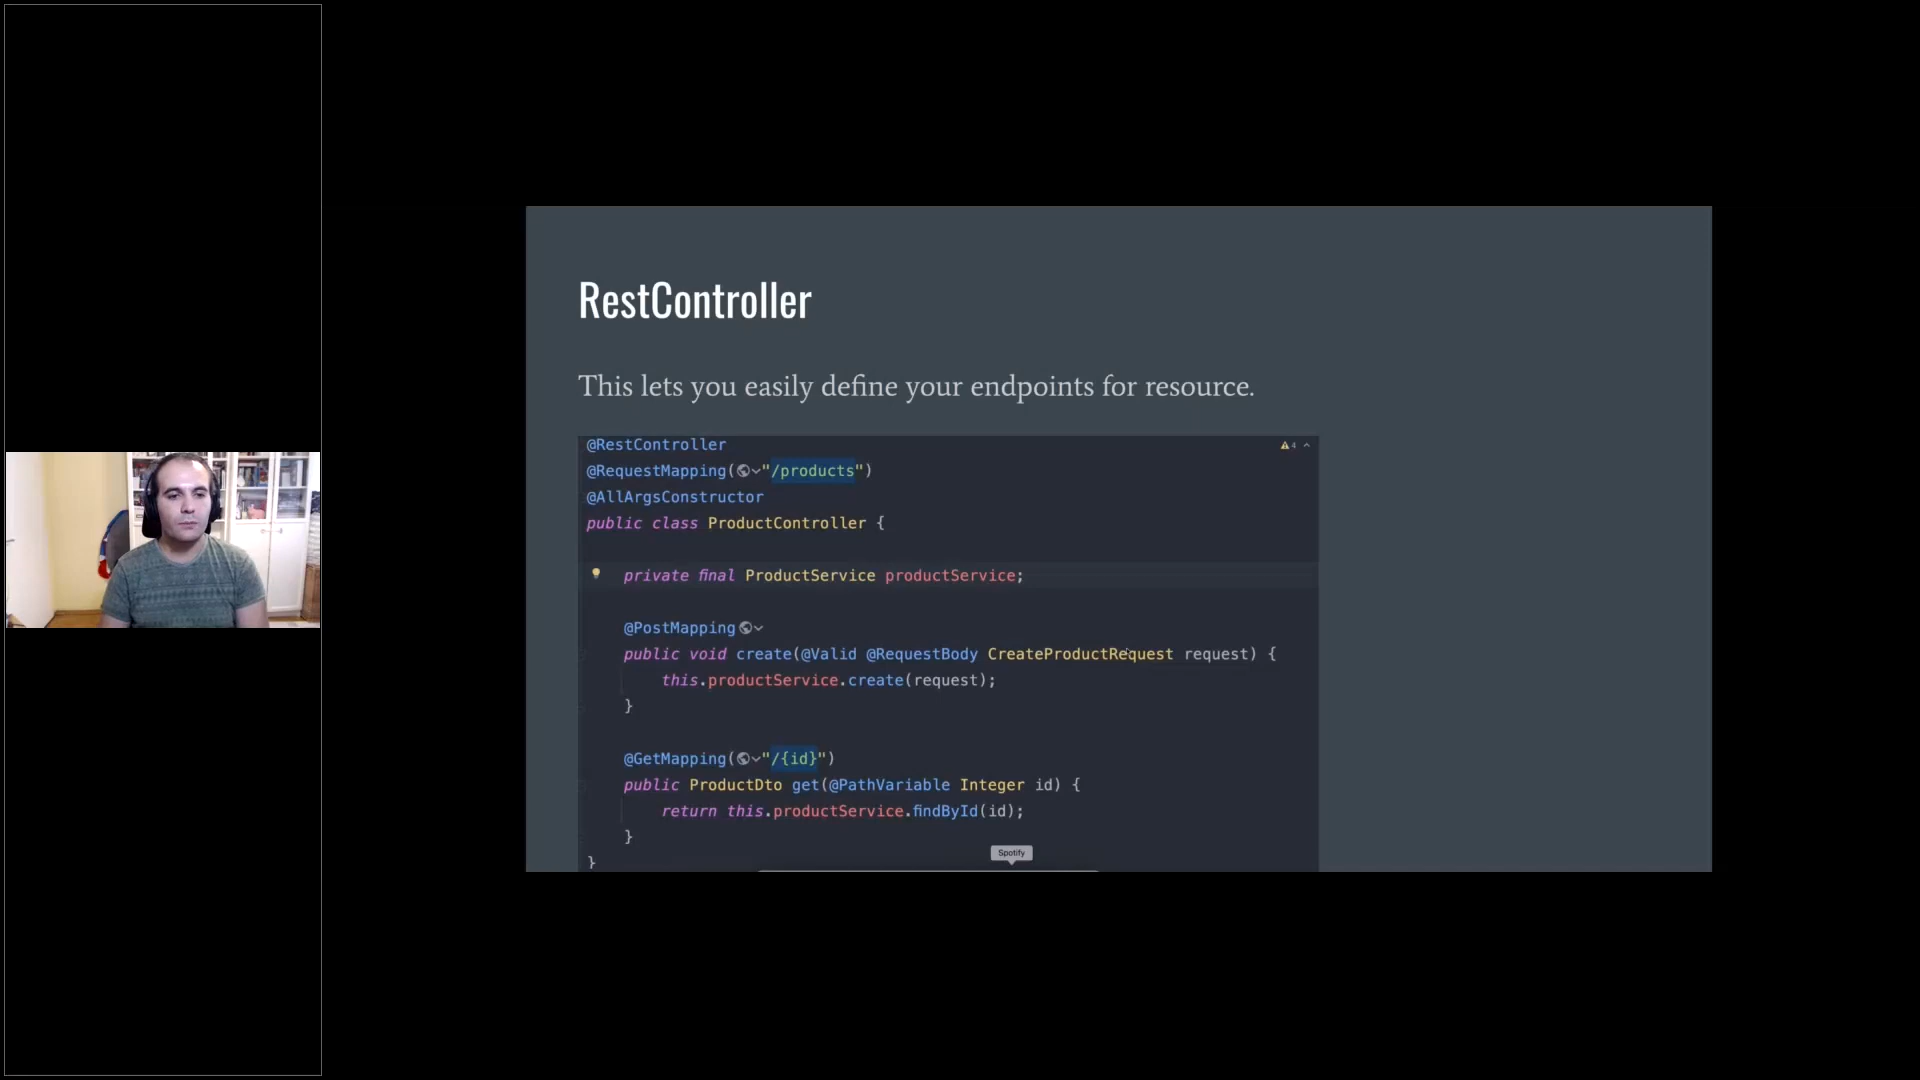 RestController
This lets you easily define your endpoints for resource.
@RestController
4
@RequestMapping("/products")
@AllArgsConstructor
public class ProductController {
private final ProductService productService;
@PostMapping
public void create(@Valid @RequestBody CreateProductRequest request) {
this.productService.create(request);
}
@GetMapping("/{id}")
public ProductDto get(@PathVariable Integer id) {
return this.productService.findById(id);
}
}
Spotify